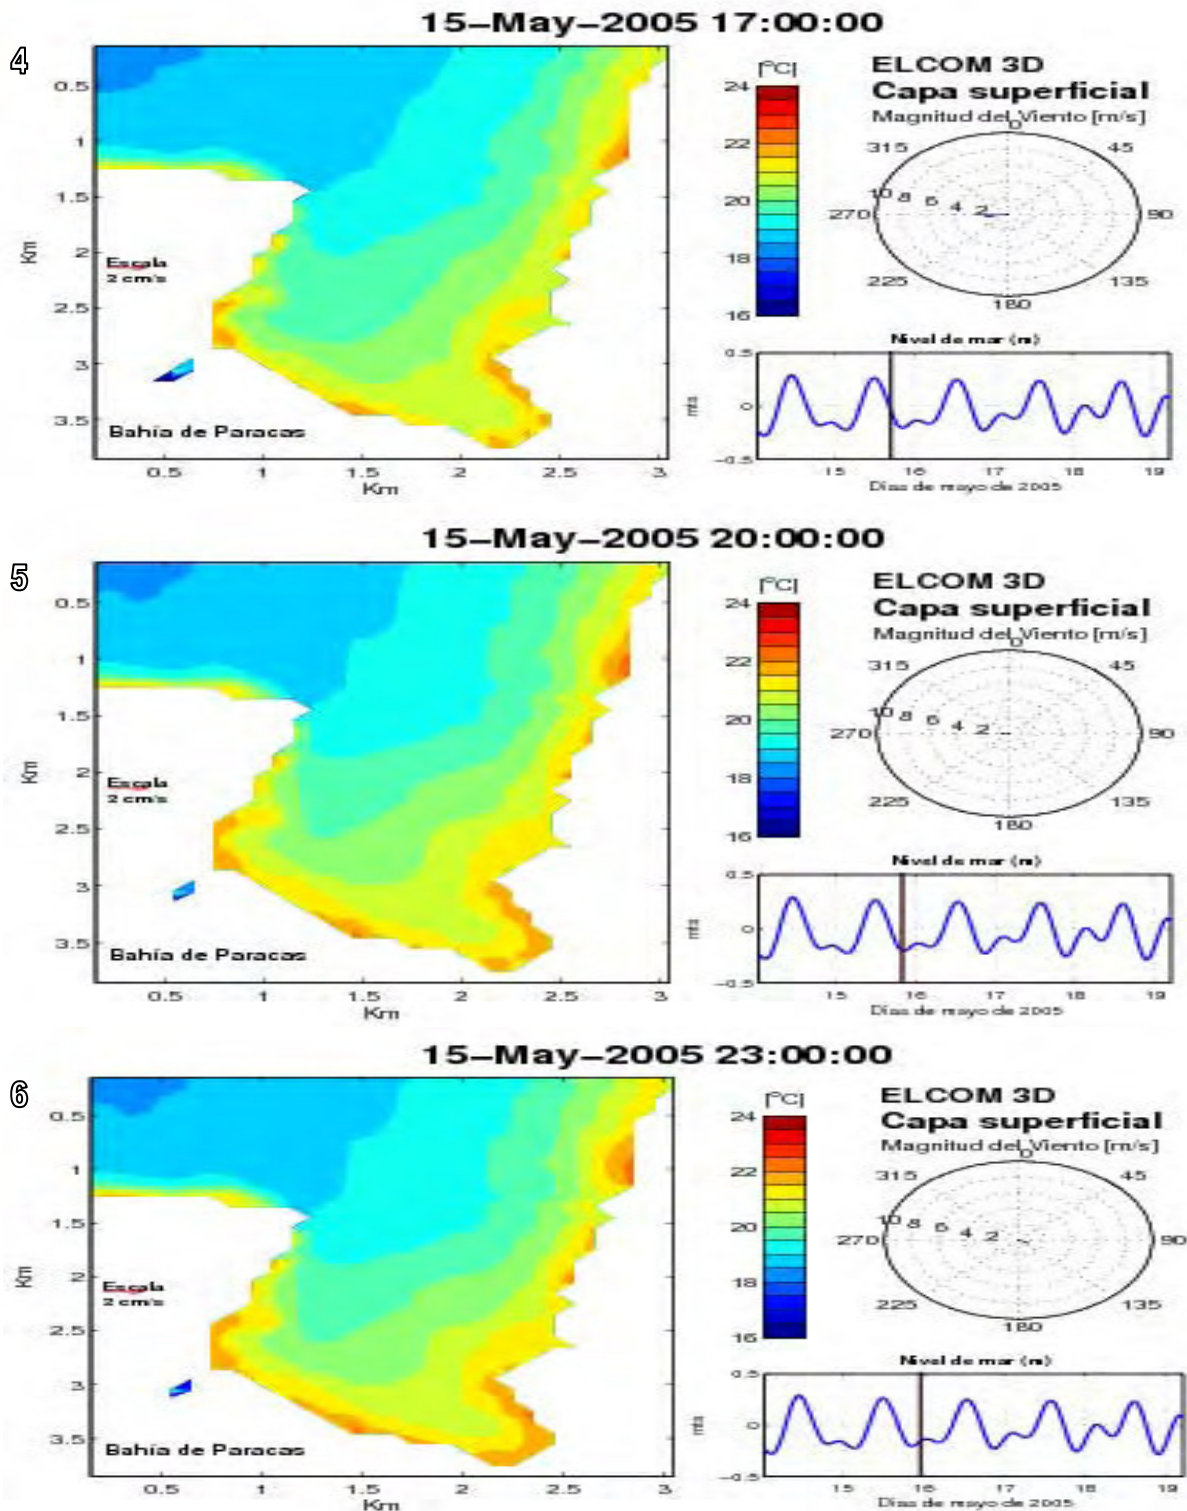 15-May-2005 17:00:00
4
[°C]
ELCOM 3D
Capa superficial
Magnitud del Viento [m/s]
0
24
22
20
18
16
315
45
10 8 6 4 2
270
90
225
135
180
0.5
1
1.5
2
2.5
3
3.5
Km
Escala
2 cm/s
Bahía de Paracas
0.5 1 1.5 2 2.5 3
Km
Nivel de mar (m)
0.5
0
-0.5
mts
15 16 17 18 19
Días de mayo de 2005
15-May-2005 20:00:00
5
[°C]
ELCOM 3D
Capa superficial
Magnitud del Viento [m/s]
0
24
22
20
18
16
315
45
10 8 6 4 2
270
90
225
135
180
0.5
1
1.5
2
2.5
3
3.5
Km
Escala
2 cm/s
Bahía de Paracas
0.5 1 1.5 2 2.5 3
Km
Nivel de mar (m)
0.5
0
-0.5
mts
15 16 17 18 19
Días de mayo de 2005
15-May-2005 23:00:00
6
[°C]
ELCOM 3D
Capa superficial
Magnitud del Viento [m/s]
0
24
22
20
18
16
315
45
10 8 6 4 2
270
90
225
135
180
0.5
1
1.5
2
2.5
3
3.5
Km
Escala
2 cm/s
Bahía de Paracas
0.5 1 1.5 2 2.5 3
Km
Nivel de mar (m)
0.5
0
-0.5
mts
15 16 17 18 19
Días de mayo de 2005